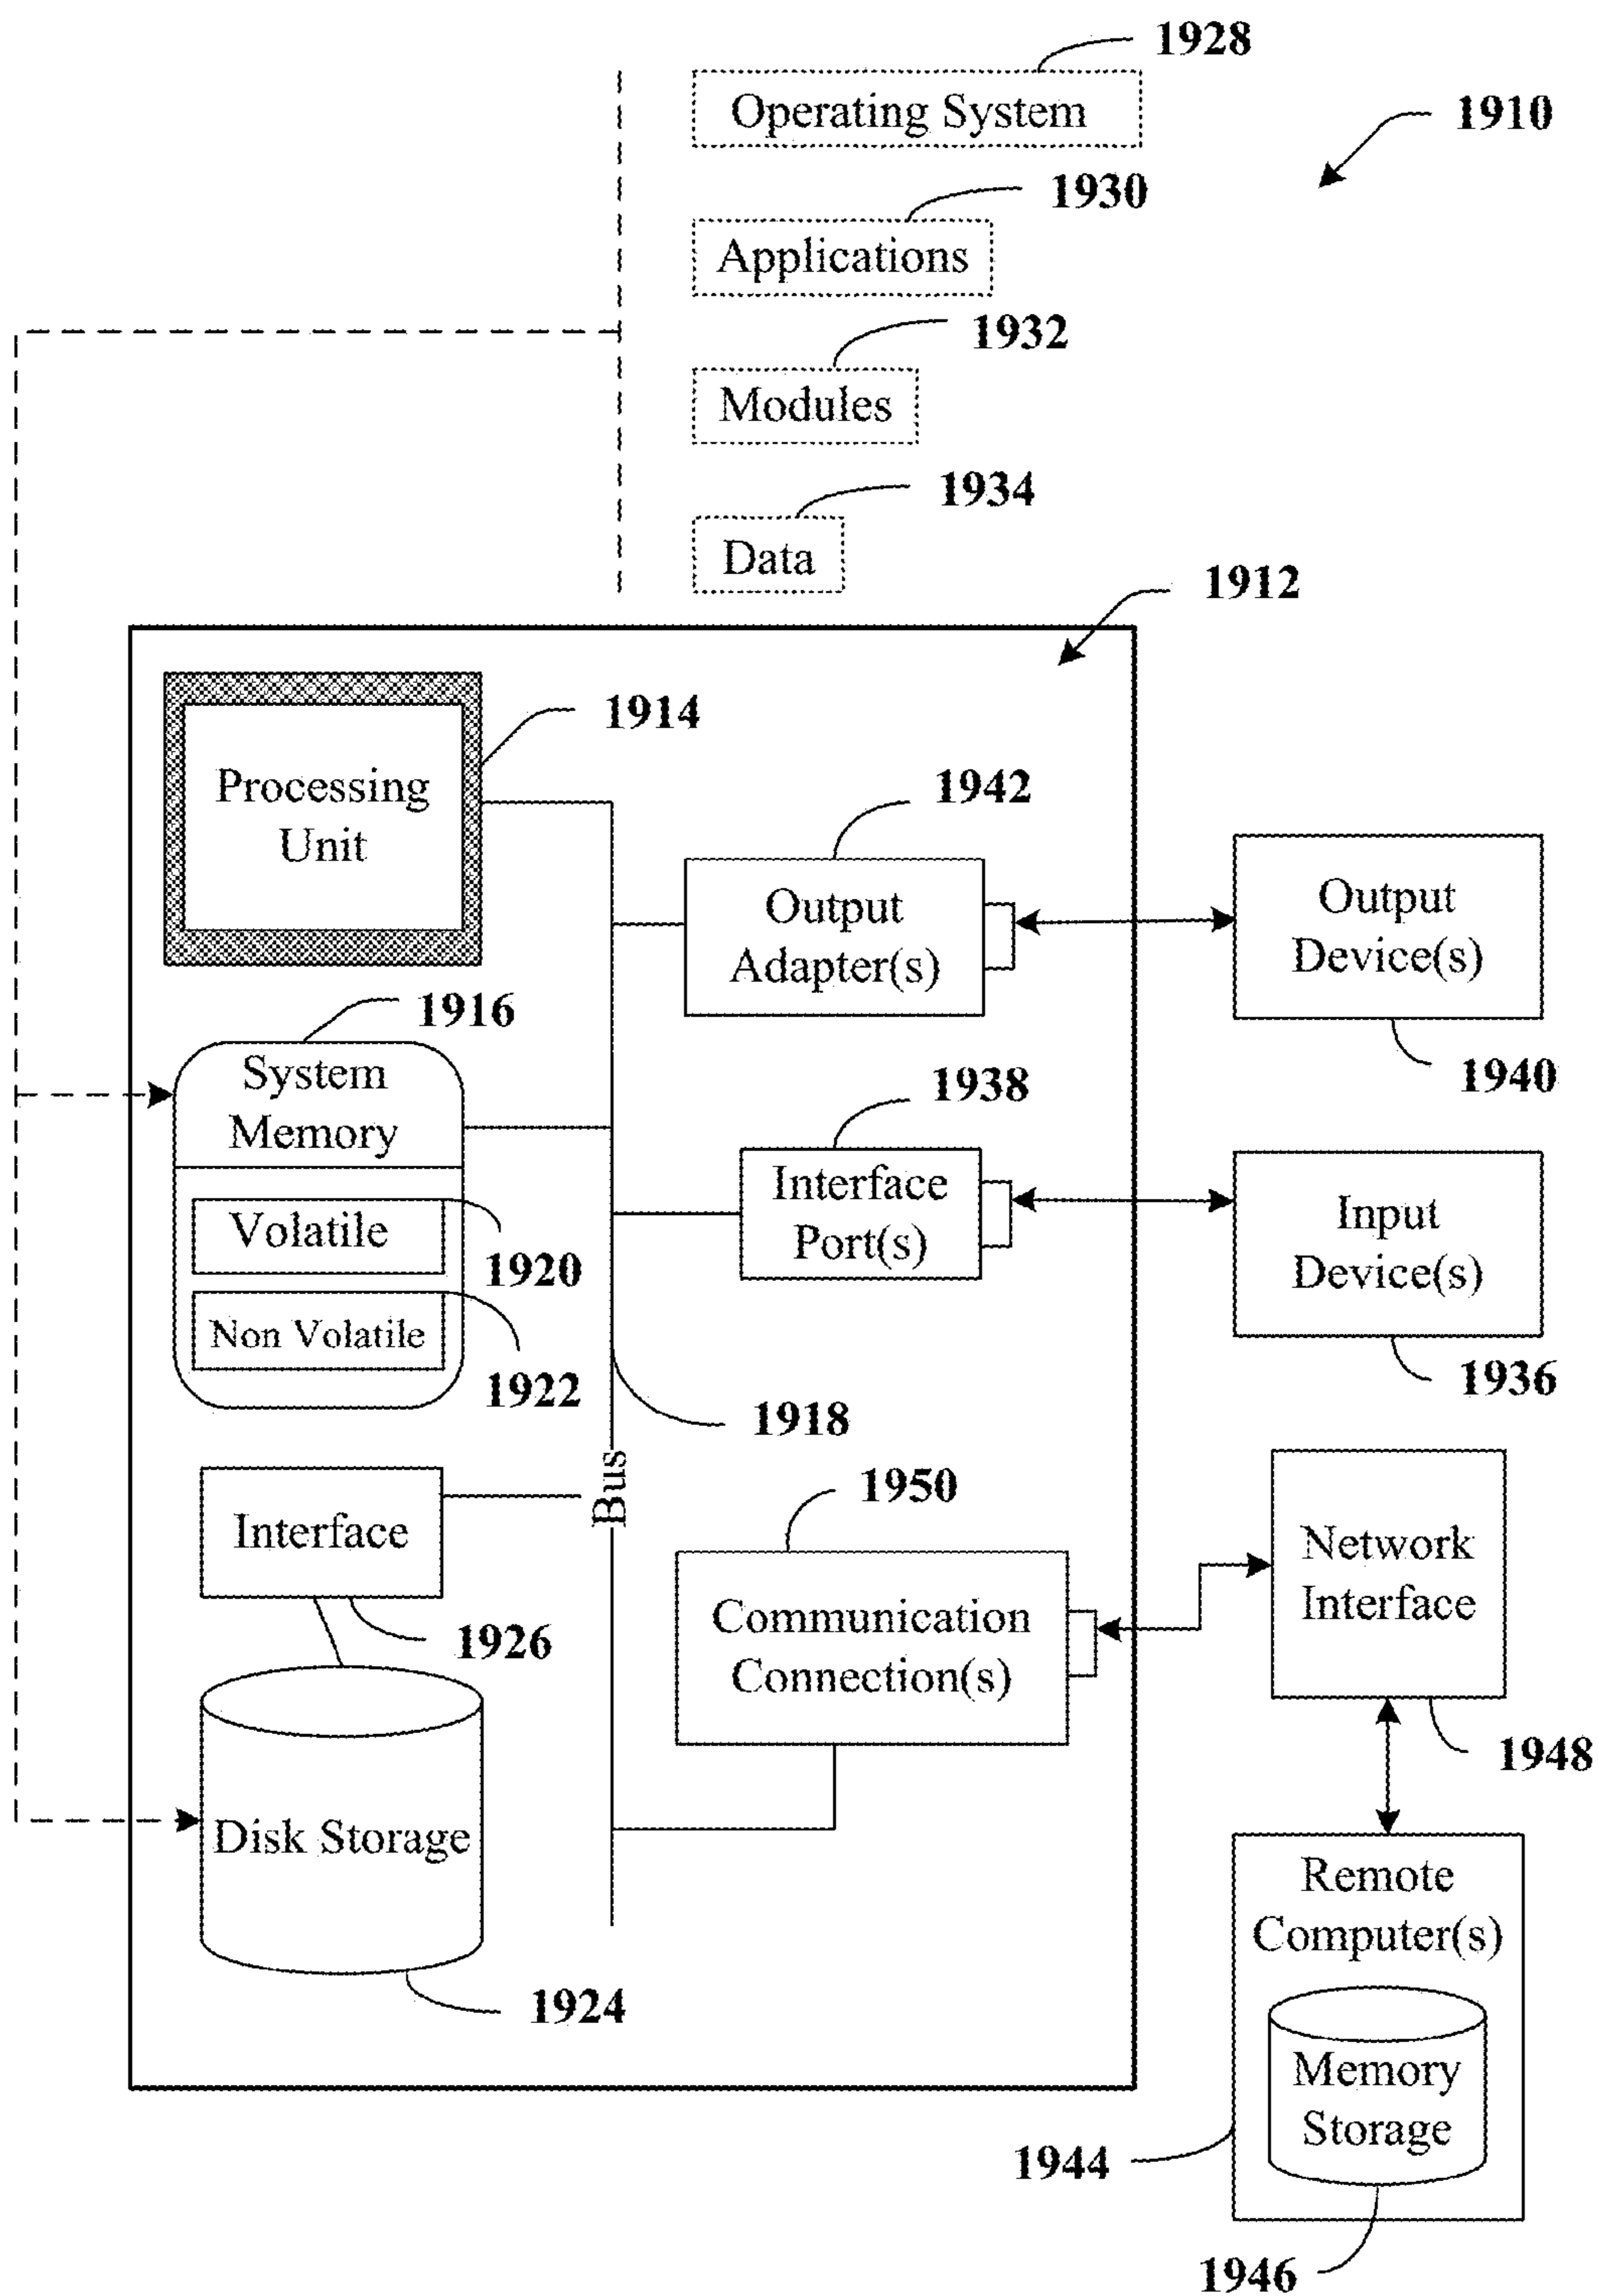 1928
Operating System
1910
1930
Applications
1932
Modules
1934
Data
1912
1914
Processing
Unit
1942
Output
Adapter(s)
Output
Device(s)
1940
1916
System
Memory
1938
Interface
Port(s)
Input
Device(s)
1936
Volatile
1920
Non Volatile
1922
1918
Bus
Interface
1926
1950
Communication
Connection(s)
Network
Interface
1948
Disk Storage
1924
Remote
Computer(s)
Memory
Storage
1944
1946